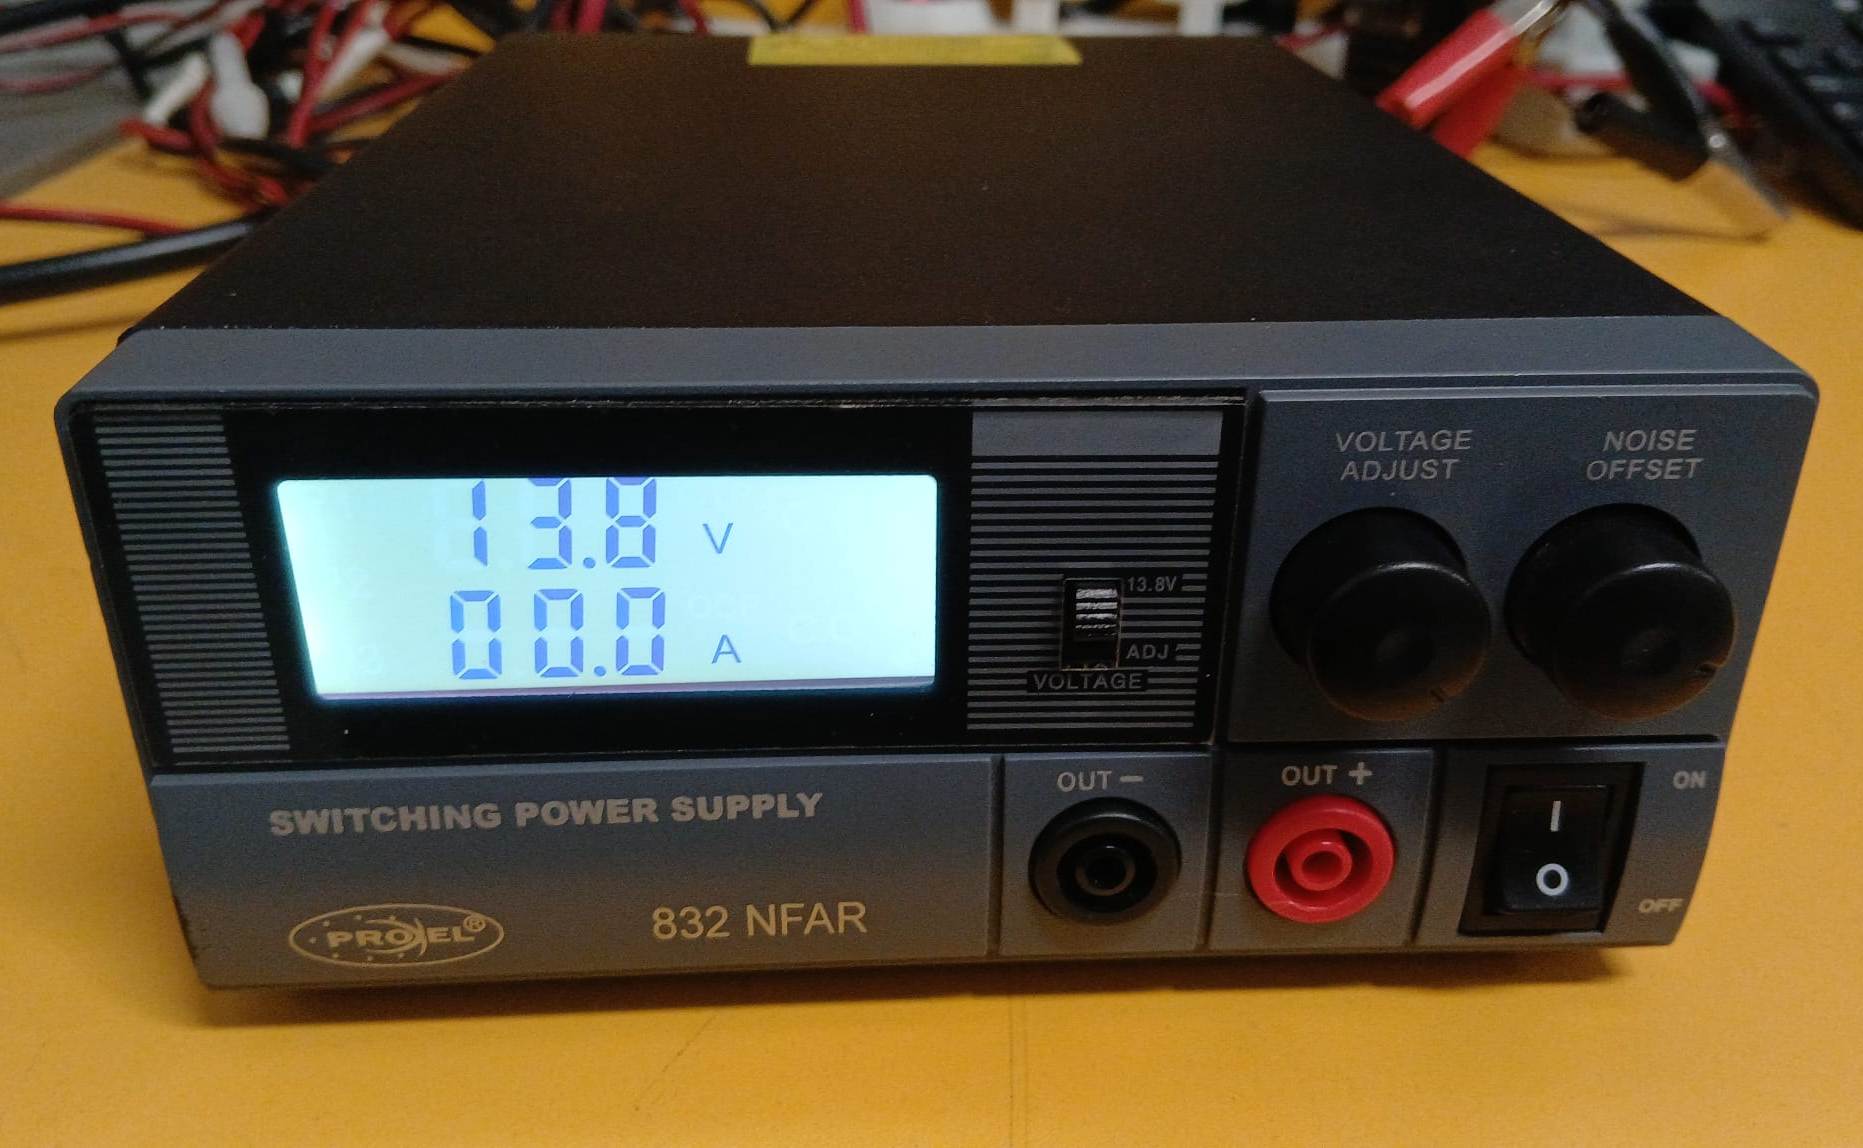 13.8 V
00.0 A
13.8V
ADJ
VOLTAGE
VOLTAGE
ADJUST
NOISE
OFFSET
SWITCHING POWER SUPPLY
PROJEL®
832 NFAR
OUT −
OUT +
I
O
ON
OFF